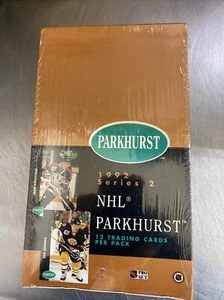 PARKHURST
1992
Series 2
NHL®
PARKHURST™
12 TRADING CARDS
PER PACK